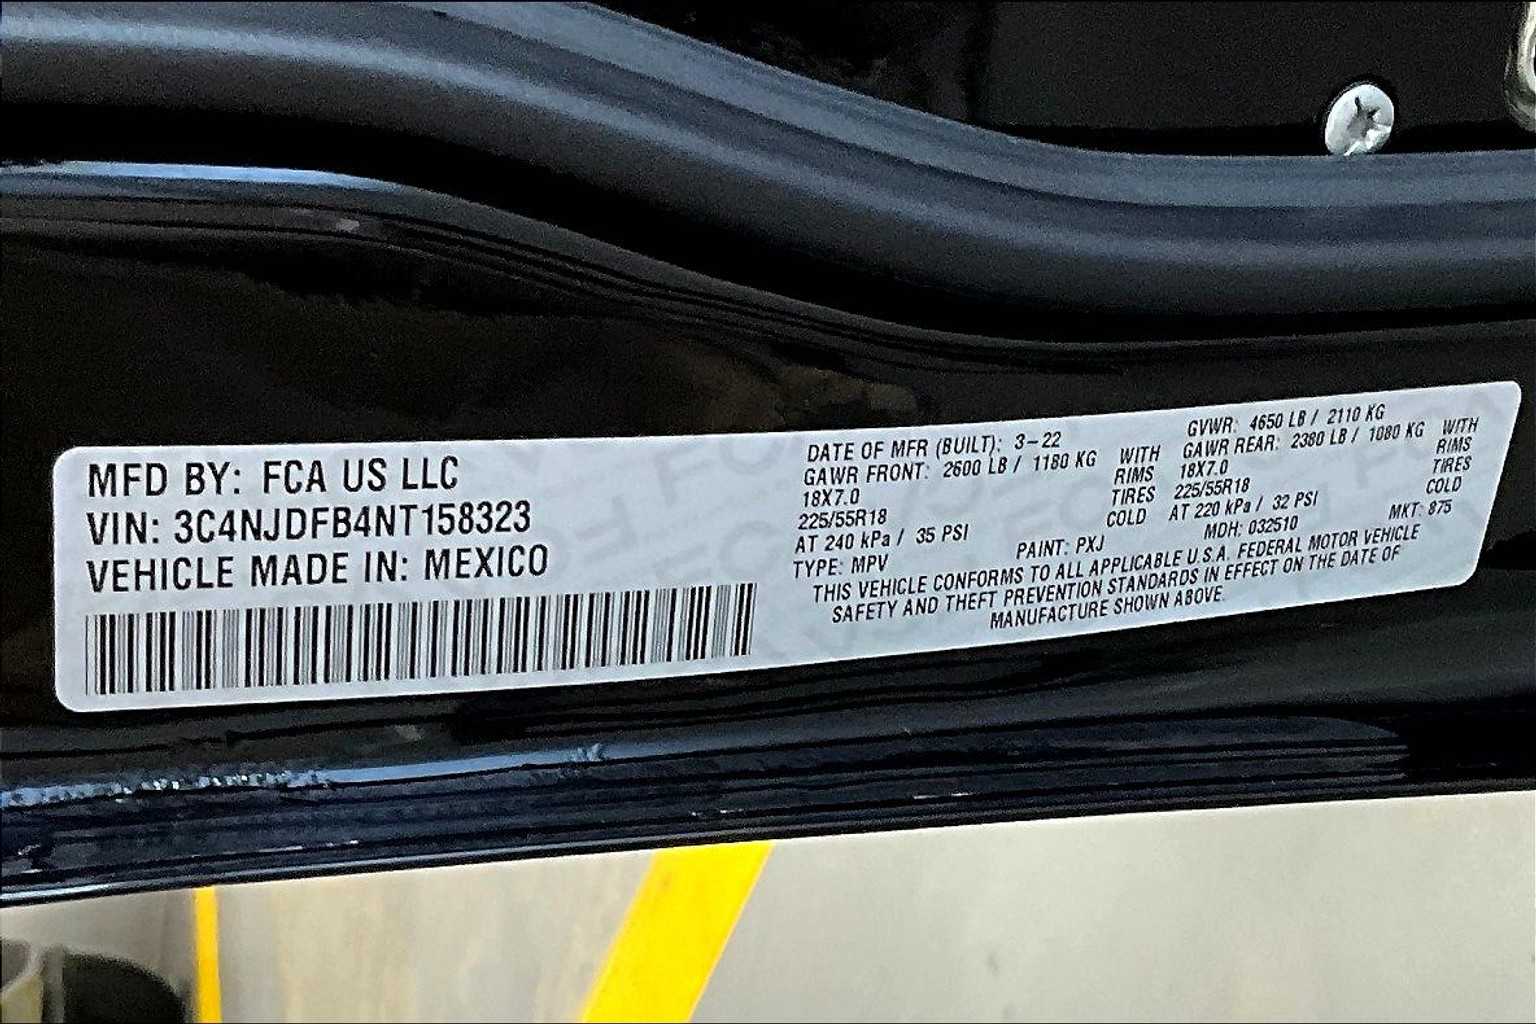 MFD BY: FCA US LLC
VIN: 3C4NJDFB4NT158323
VEHICLE MADE IN: MEXICO
DATE OF MFR (BUILT): 3-22
GVWR: 4650 LB / 2110 KG
GAWR FRONT: 2600 LB / 1180 KG WITH
GAWR REAR: 2380 LB / 1080 KG WITH
18X7.0 RIMS
18X7.0 RIMS
225/55R18 TIRES
225/55R18 TIRES
AT 240 kPa / 35 PSI COLD
AT 220 kPa / 32 PSI COLD
TYPE: MPV PAINT: PXJ MDH: 032510 MKT: 875
THIS VEHICLE CONFORMS TO ALL APPLICABLE U.S.A. FEDERAL MOTOR VEHICLE
SAFETY AND THEFT PREVENTION STANDARDS IN EFFECT ON THE DATE OF
MANUFACTURE SHOWN ABOVE.